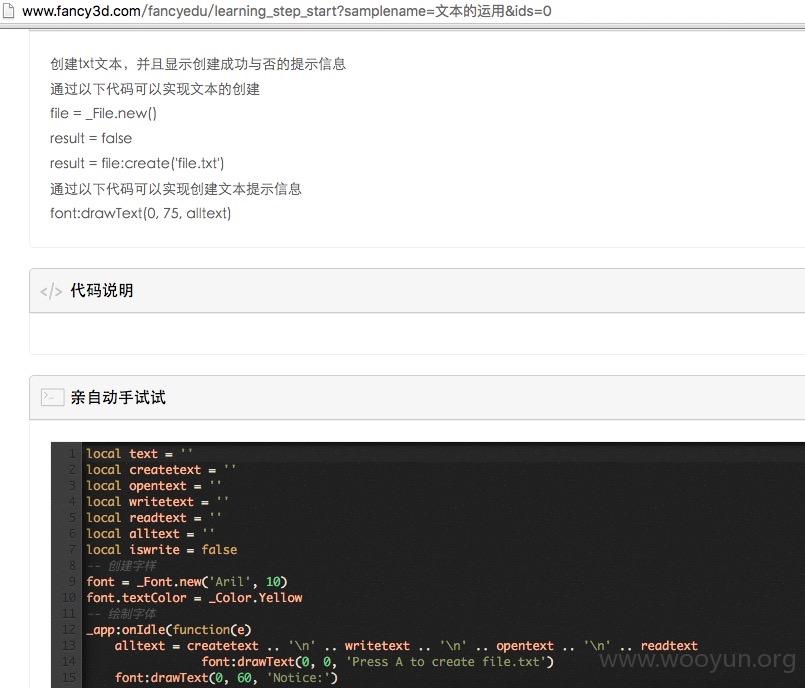 www.fancy3d.com/fancyedu/learning_step_start?samplename=文本的运用&ids=0
创建txt文本，并且显示创建成功与否的提示信息
通过以下代码可以实现文本的创建
file = _File.new()
result = false
result = file:create('file.txt')
通过以下代码可以实现创建文本提示信息
font:drawText(0, 75, alltext)
</> 代码说明
亲自动手试试
1 local text = ''
2 local createtext = ''
3 local opentext = ''
4 local writetext = ''
5 local readtext = ''
6 local alltext = ''
7 local iswrite = false
8 -- 创建字样
9 font = _Font.new('Aril', 10)
10 font.textColor = _Color.Yellow
11 -- 绘制字体
12 _app:onIdle(function(e)
13 alltext = createtext .. '\n' .. writetext .. '\n' .. opentext .. '\n' .. readtext
14 font:drawText(0, 0, 'Press A to create file.txt')
15 font:drawText(0, 60, 'Notice:')
www.wooyun.org